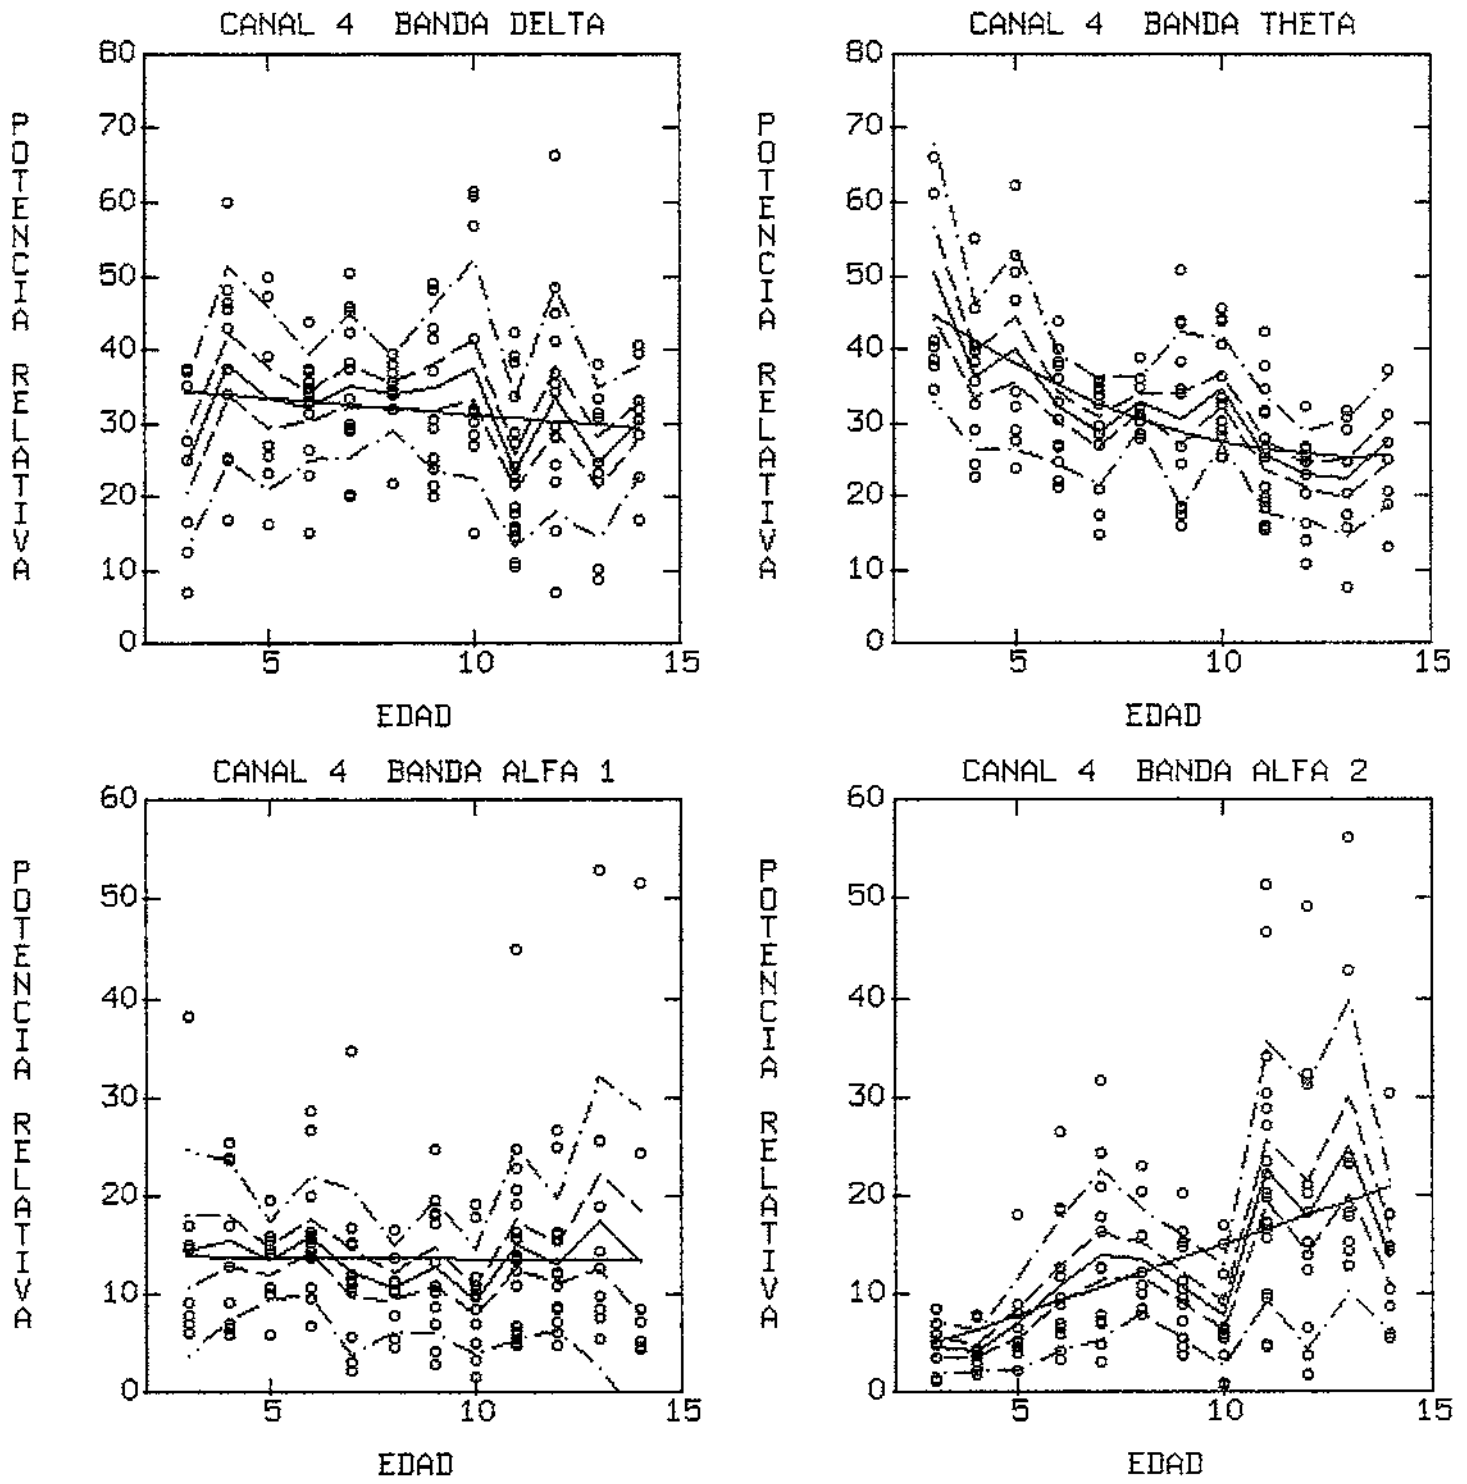 CANAL 4 BANDA DELTA
POTENCIA RELATIVA
80
70
60
50
40
30
20
10
0
5 10 15
EDAD
CANAL 4 BANDA THETA
POTENCIA RELATIVA
80
70
60
50
40
30
20
10
0
5 10 15
EDAD
CANAL 4 BANDA ALFA 1
POTENCIA RELATIVA
60
50
40
30
20
10
0
5 10 15
EDAD
CANAL 4 BANDA ALFA 2
POTENCIA RELATIVA
60
50
40
30
20
10
0
5 10 15
EDAD